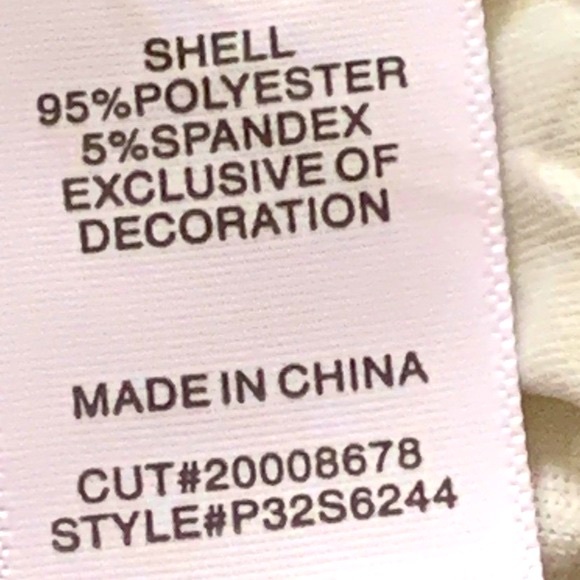 SHELL
95%POLYESTER
5%SPANDEX
EXCLUSIVE OF
DECORATION
MADE IN CHINA
CUT#20008678
STYLE#P32S6244